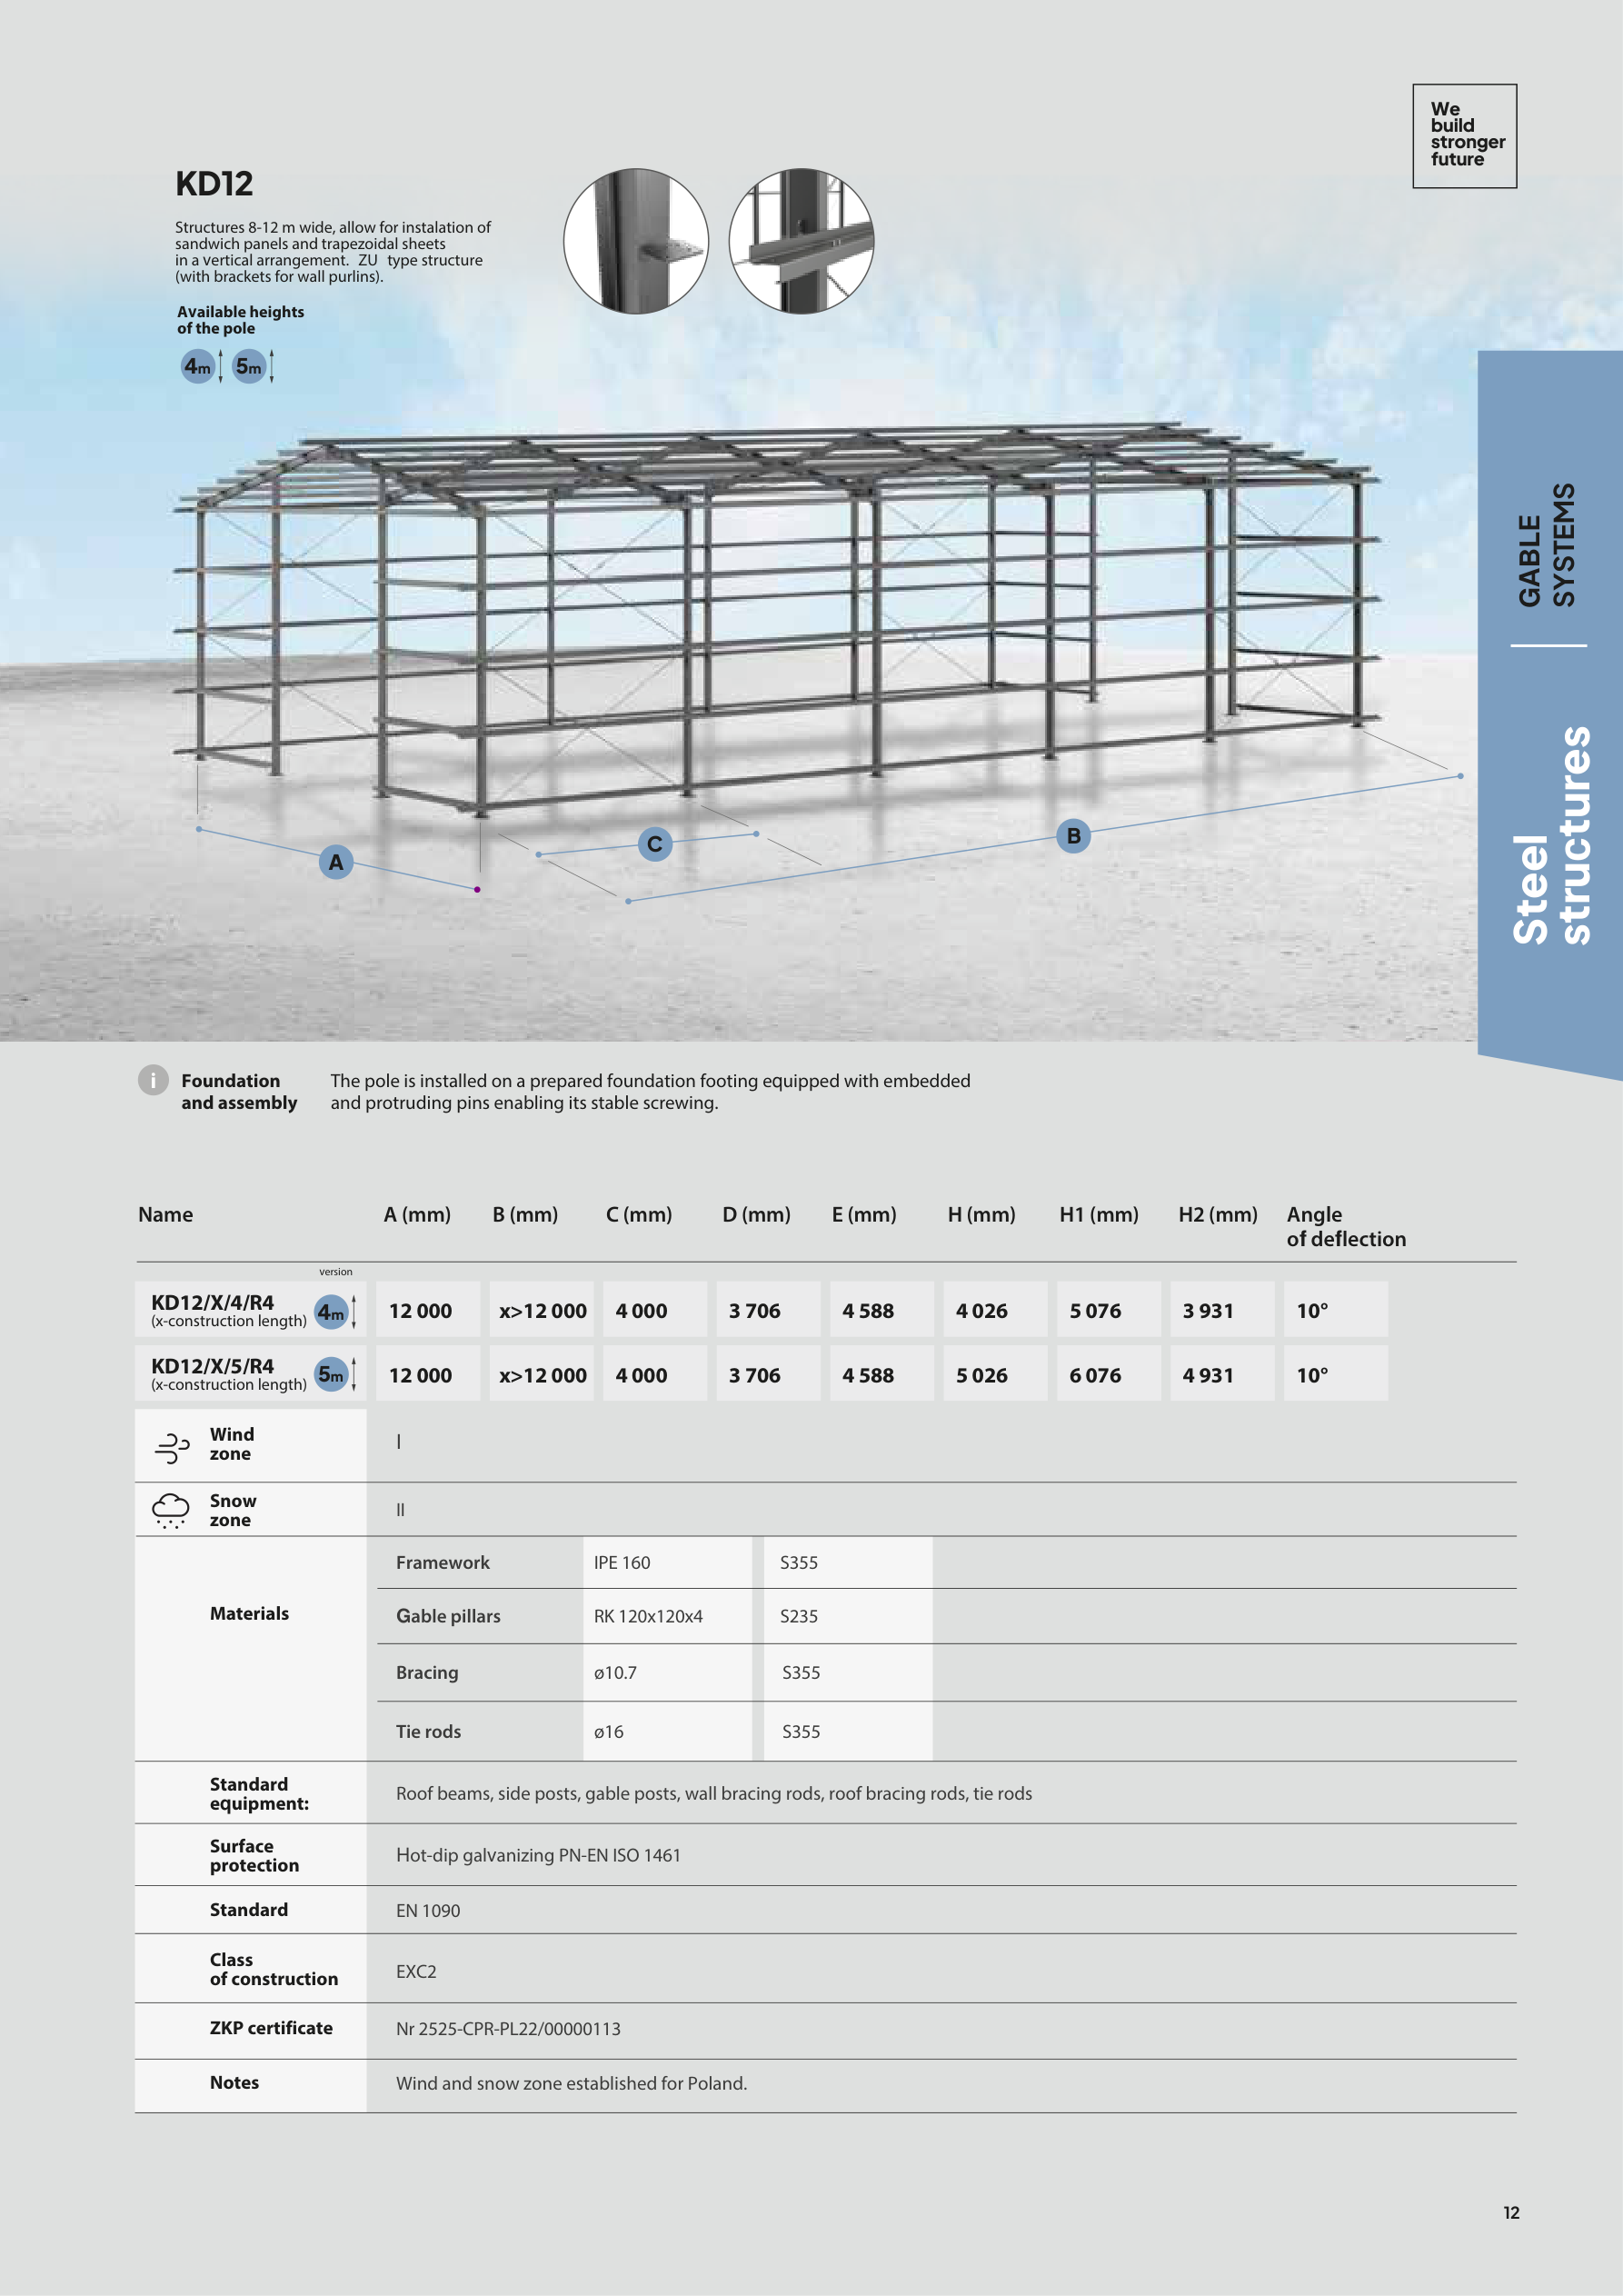 We
build
stronger
future
KD12
Structures 8-12 m wide, allow for instalation of
sandwich panels and trapezoidal sheets
in a vertical arrangement. ZU type structure
(with brackets for wall purlins).
Available heights
of the pole
4m 5m
GABLE
SYSTEMS
Steel
structures
A
C
B
i
Foundation
and assembly
The pole is installed on a prepared foundation footing equipped with embedded
and protruding pins enabling its stable screwing.
Name A (mm) B (mm) C (mm) D (mm) E (mm) H (mm) H1 (mm) H2 (mm) Angle
of deflection
version
KD12/X/4/R4 4m 12 000 x>12 000 4 000 3 706 4 588 4 026 5 076 3 931 10°
(x-construction length)
KD12/X/5/R4 5m 12 000 x>12 000 4 000 3 706 4 588 5 026 6 076 4 931 10°
(x-construction length)
Wind
zone
I
Snow
zone
II
Materials
Framework IPE 160 S355
Gable pillars RK 120x120x4 S235
Bracing ø10.7 S355
Tie rods ø16 S355
Standard
equipment:
Roof beams, side posts, gable posts, wall bracing rods, roof bracing rods, tie rods
Surface
protection
Hot-dip galvanizing PN-EN ISO 1461
Standard EN 1090
Class
of construction
EXC2
ZKP certificate Nr 2525-CPR-PL22/00000113
Notes Wind and snow zone established for Poland.
12